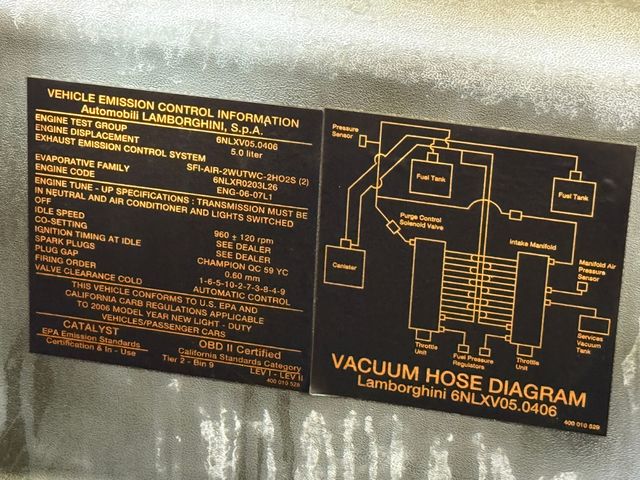 VEHICLE EMISSION CONTROL INFORMATION
Automobili LAMBORGHINI, S.p.A.
ENGINE TEST GROUP 6NLXV05.0406
ENGINE DISPLACEMENT 5.0 liter
EXHAUST EMISSION CONTROL SYSTEM
SFI-AIR-2WUTWC-2HO2S (2)
EVAPORATIVE FAMILY 6NLXR0203L26
ENGINE CODE ENG-06-07L1
ENGINE TUNE - UP SPECIFICATIONS : TRANSMISSION MUST BE
IN NEUTRAL AND AIR CONDITIONER AND LIGHTS SWITCHED
OFF
IDLE SPEED 960 ± 120 rpm
CO-SETTING SEE DEALER
IGNITION TIMING AT IDLE SEE DEALER
SPARK PLUGS CHAMPION QC 59 YC
PLUG GAP 0.60 mm
FIRING ORDER 1-6-5-10-2-7-3-8-4-9
VALVE CLEARANCE COLD AUTOMATIC CONTROL
THIS VEHICLE CONFORMS TO U.S. EPA AND
CALIFORNIA CARB REGULATIONS APPLICABLE
TO 2006 MODEL YEAR NEW LIGHT - DUTY
VEHICLES/PASSENGER CARS
CATALYST OBD II Certified
EPA Emission Standards California Standards Category
Certification & In - Use Tier 2 - Bin 9 LEV I - LEV II
400 010 528
Pressure
Sensor
Fuel Tank
Fuel Tank
Purge Control
Solenoid Valve
Intake Manifold
Canister
Manifold Air
Pressure
Sensor
Services
Vacuum
Tank
Throttle
Unit
Fuel Pressure
Regulators
Throttle
Unit
VACUUM HOSE DIAGRAM
Lamborghini 6NLXV05.0406
400 010 529